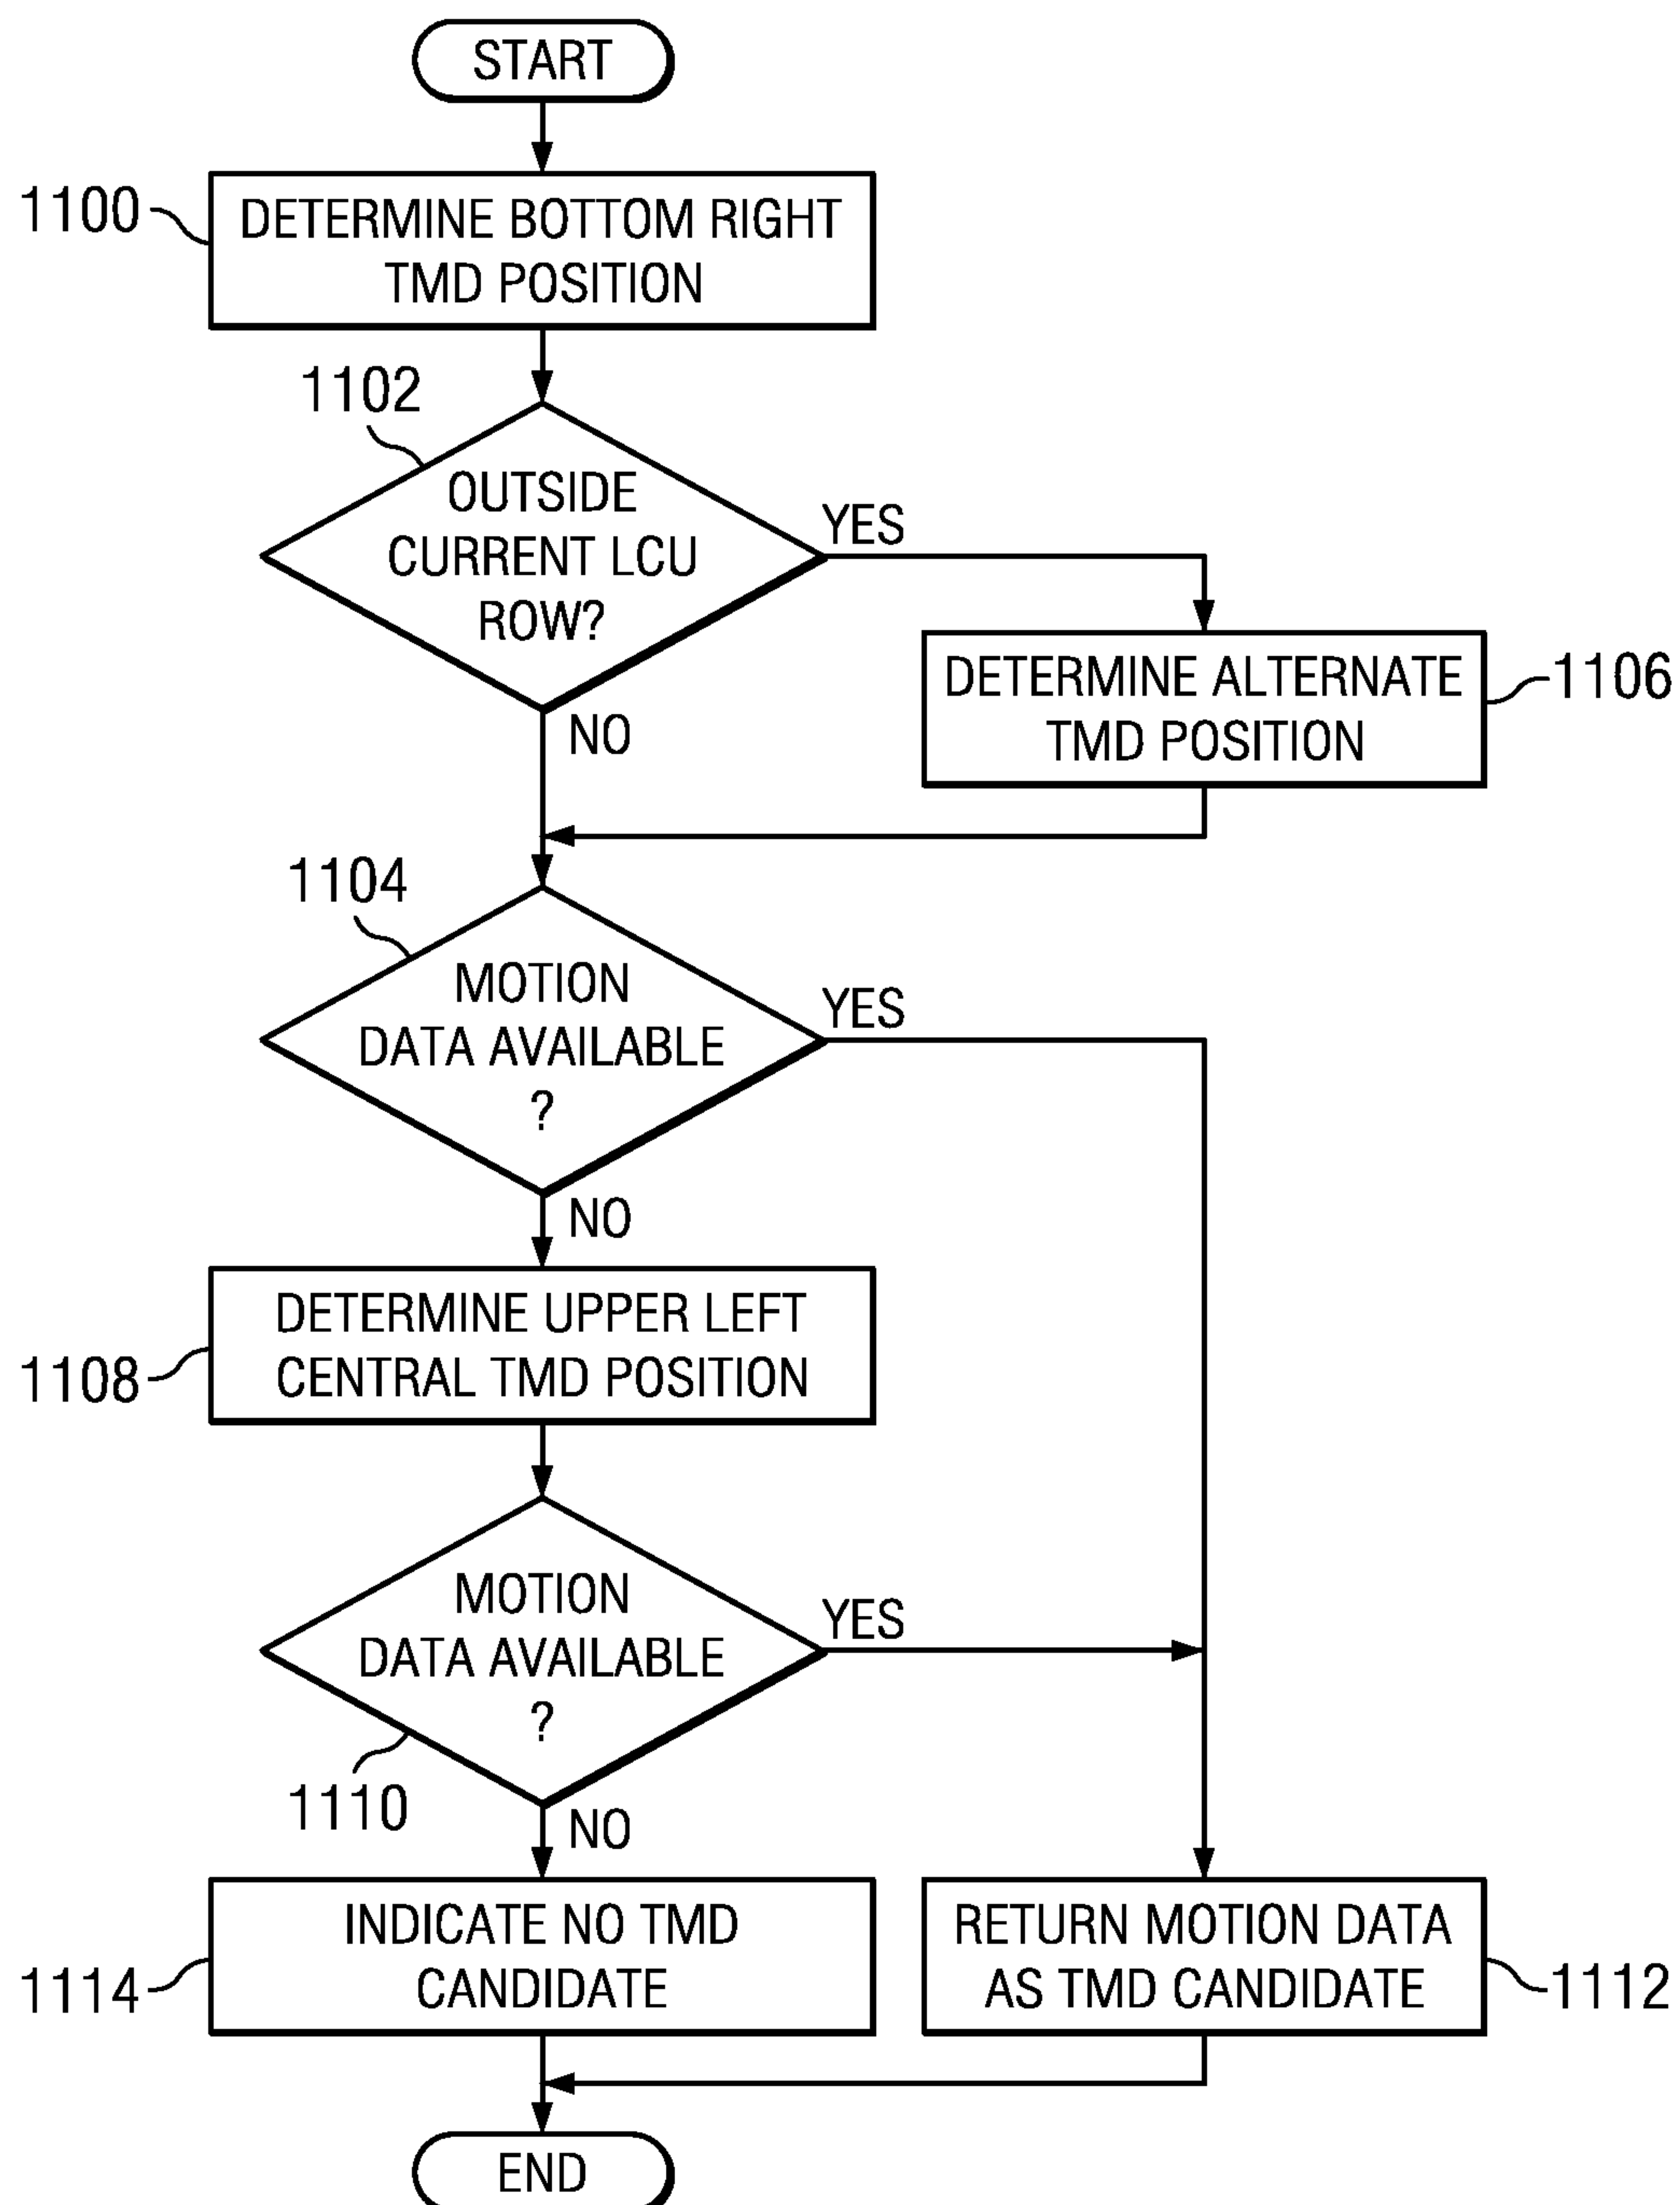 START
1100
DETERMINE BOTTOM RIGHT
TMD POSITION
1102
OUTSIDE
CURRENT LCU
ROW?
YES
NO
DETERMINE ALTERNATE
TMD POSITION
1106
1104
MOTION
DATA AVAILABLE
?
YES
NO
1108
DETERMINE UPPER LEFT
CENTRAL TMD POSITION
MOTION
DATA AVAILABLE
?
YES
1110
NO
1114
INDICATE NO TMD
CANDIDATE
RETURN MOTION DATA
AS TMD CANDIDATE
1112
END